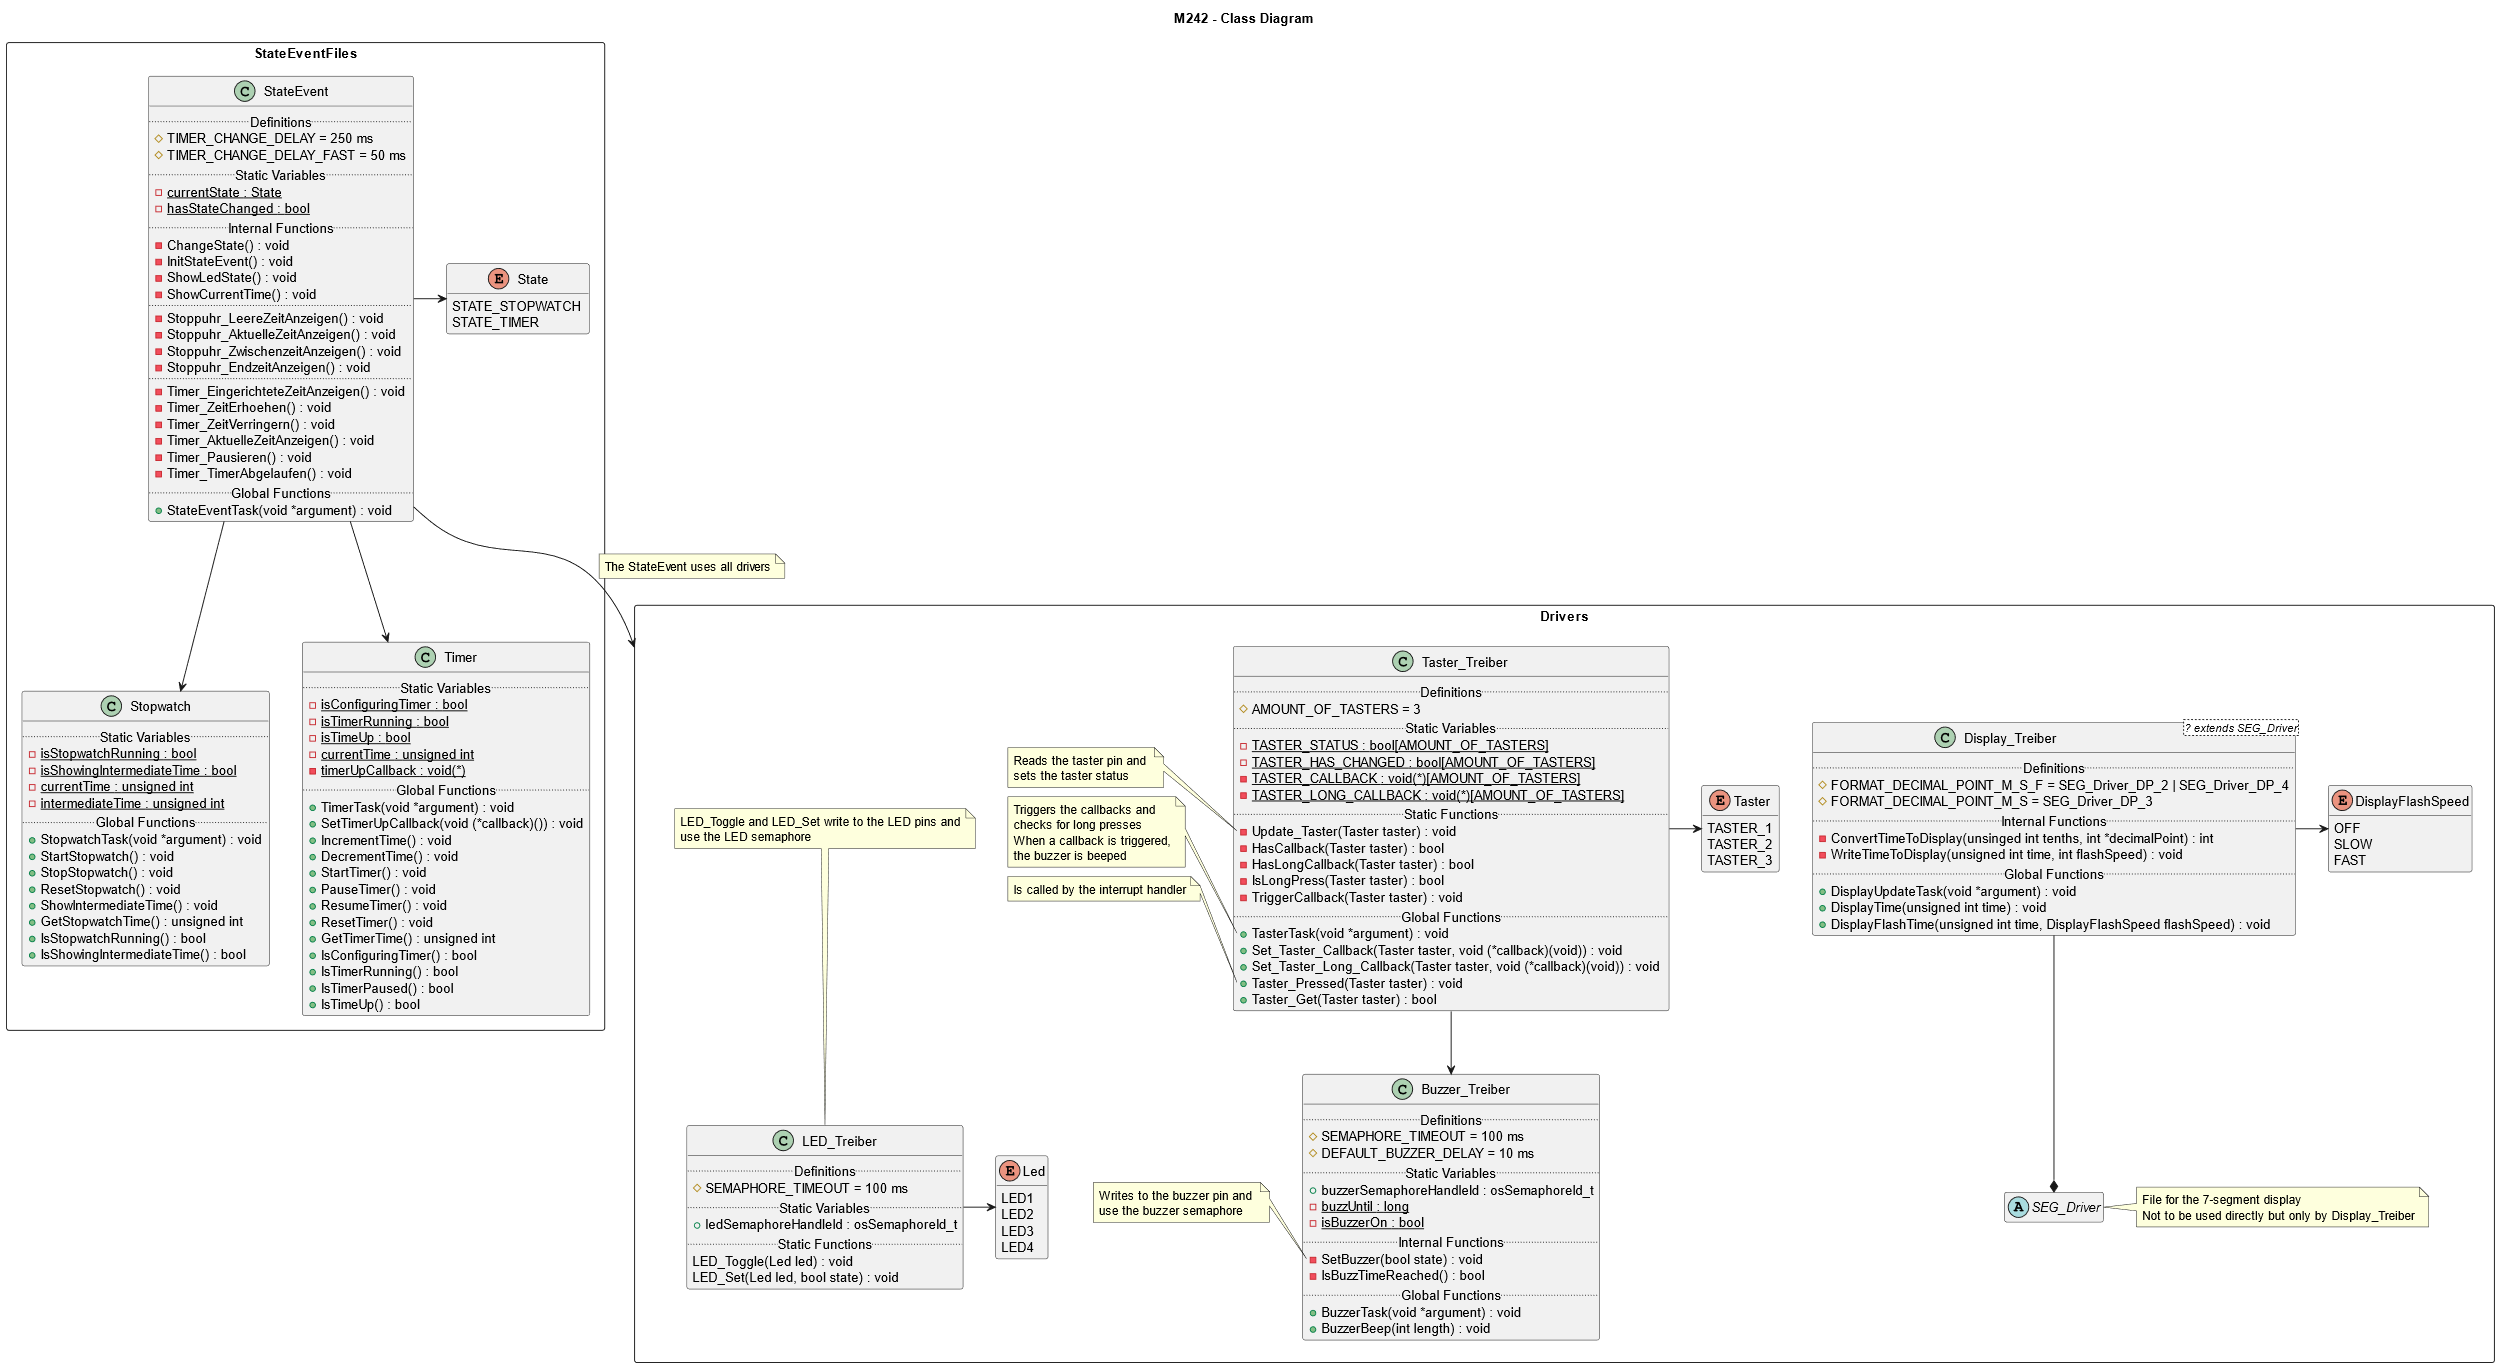 M242 - Class Diagram
StateEventFiles
StateEvent
Definitions
TIMER_CHANGE_DELAY = 250 ms
TIMER_CHANGE_DELAY_FAST = 50 ms
Static Variables
currentState : State
hasStateChanged : bool
Internal Functions
ChangeState() : void
InitStateEvent() : void
ShowLedState() : void
ShowCurrentTime() : void
Stoppuhr_LeereZeitAnzeigen() : void
Stoppuhr_AktuelleZeitAnzeigen() : void
Stoppuhr_ZwischenzeitAnzeigen() : void
Stoppuhr_EndzeitAnzeigen() : void
Timer_EingerichteteZeitAnzeigen() : void
Timer_ZeitErhoehen() : void
Timer_ZeitVerringern() : void
Timer_AktuelleZeitAnzeigen() : void
Timer_Pausieren() : void
Timer_TimerAbgelaufen() : void
Global Functions
StateEventTask(void *argument) : void
State
STATE_STOPWATCH
STATE_TIMER
The StateEvent uses all drivers
Stopwatch
Static Variables
isStopwatchRunning : bool
isShowingIntermediateTime : bool
currentTime : unsigned int
intermediateTime : unsigned int
Global Functions
StopwatchTask(void *argument) : void
StartStopwatch() : void
StopStopwatch() : void
ResetStopwatch() : void
ShowIntermediateTime() : void
GetStopwatchTime() : unsigned int
IsStopwatchRunning() : bool
IsShowingIntermediateTime() : bool
Timer
Static Variables
isConfiguringTimer : bool
isTimerRunning : bool
isTimeUp : bool
currentTime : unsigned int
timerUpCallback : void(*)
Global Functions
TimerTask(void *argument) : void
SetTimerUpCallback(void (*callback)()) : void
IncrementTime() : void
DecrementTime() : void
StartTimer() : void
PauseTimer() : void
ResumeTimer() : void
ResetTimer() : void
GetTimerTime() : unsigned int
IsConfiguringTimer() : bool
IsTimerRunning() : bool
IsTimerPaused() : bool
IsTimeUp() : bool
Drivers
LED_Toggle and LED_Set write to the LED pins and
use the LED semaphore
Reads the taster pin and
sets the taster status
Triggers the callbacks and
checks for long presses
When a callback is triggered,
the buzzer is beeped
Is called by the interrupt handler
Taster_Treiber
Definitions
AMOUNT_OF_TASTERS = 3
Static Variables
TASTER_STATUS : bool[AMOUNT_OF_TASTERS]
TASTER_HAS_CHANGED : bool[AMOUNT_OF_TASTERS]
TASTER_CALLBACK : void(*)[AMOUNT_OF_TASTERS]
TASTER_LONG_CALLBACK : void(*)[AMOUNT_OF_TASTERS]
Static Functions
Update_Taster(Taster taster) : void
HasCallback(Taster taster) : bool
HasLongCallback(Taster taster) : bool
IsLongPress(Taster taster) : bool
TriggerCallback(Taster taster) : void
Global Functions
TasterTask(void *argument) : void
Set_Taster_Callback(Taster taster, void (*callback)(void)) : void
Set_Taster_Long_Callback(Taster taster, void (*callback)(void)) : void
Taster_Pressed(Taster taster) : void
Taster_Get(Taster taster) : bool
Taster
TASTER_1
TASTER_2
TASTER_3
Display_Treiber
? extends SEG_Driver
Definitions
FORMAT_DECIMAL_POINT_M_S_F = SEG_Driver_DP_2 | SEG_Driver_DP_4
FORMAT_DECIMAL_POINT_M_S = SEG_Driver_DP_3
Internal Functions
ConvertTimeToDisplay(unsinged int tenths, int *decimalPoint) : int
WriteTimeToDisplay(unsigned int time, int flashSpeed) : void
Global Functions
DisplayUpdateTask(void *argument) : void
DisplayTime(unsigned int time) : void
DisplayFlashTime(unsigned int time, DisplayFlashSpeed flashSpeed) : void
DisplayFlashSpeed
OFF
SLOW
FAST
LED_Treiber
Definitions
SEMAPHORE_TIMEOUT = 100 ms
Static Variables
ledSemaphoreHandleId : osSemaphoreId_t
Static Functions
LED_Toggle(Led led) : void
LED_Set(Led led, bool state) : void
Led
LED1
LED2
LED3
LED4
Writes to the buzzer pin and
use the buzzer semaphore
Buzzer_Treiber
Definitions
SEMAPHORE_TIMEOUT = 100 ms
DEFAULT_BUZZER_DELAY = 10 ms
Static Variables
buzzerSemaphoreHandleId : osSemaphoreId_t
buzzUntil : long
isBuzzerOn : bool
Internal Functions
SetBuzzer(bool state) : void
IsBuzzTimeReached() : bool
Global Functions
BuzzerTask(void *argument) : void
BuzzerBeep(int length) : void
SEG_Driver
File for the 7-segment display
Not to be used directly but only by Display_Treiber